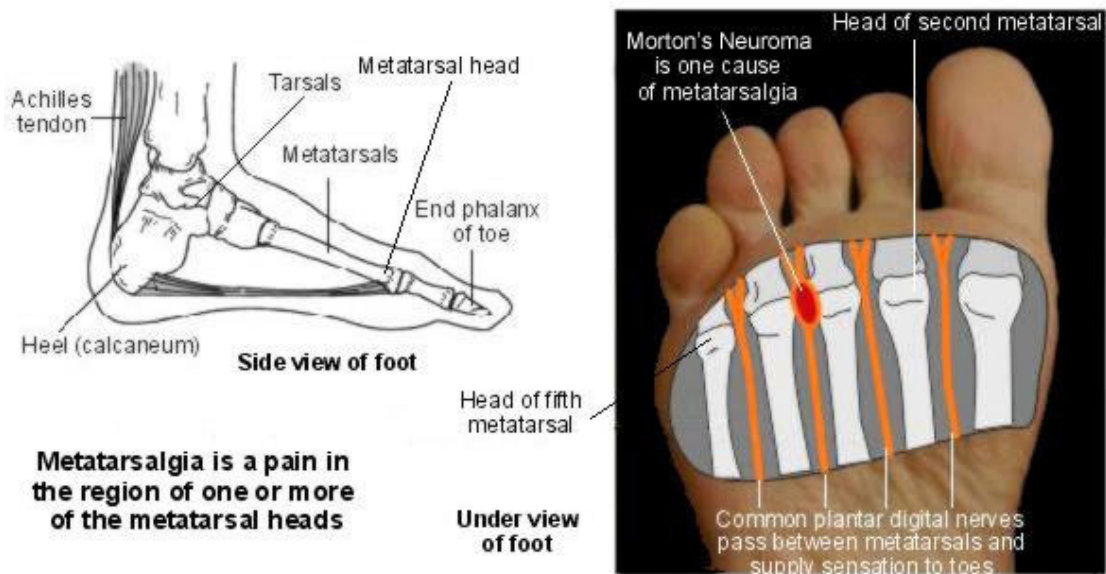 Achilles
tendon
Tarsals
Metatarsal head
Metatarsals
End phalanx
of toe
Heel (calcaneum)
Side view of foot
Metatarsalgia is a pain in
the region of one or more
of the metatarsal heads
Head of second metatarsal
Morton's Neuroma
is one cause
of metatarsalgia
Head of fifth
metatarsal
Under view
of foot
Common plantar digital nerves
pass between metatarsals and
supply sensation to toes